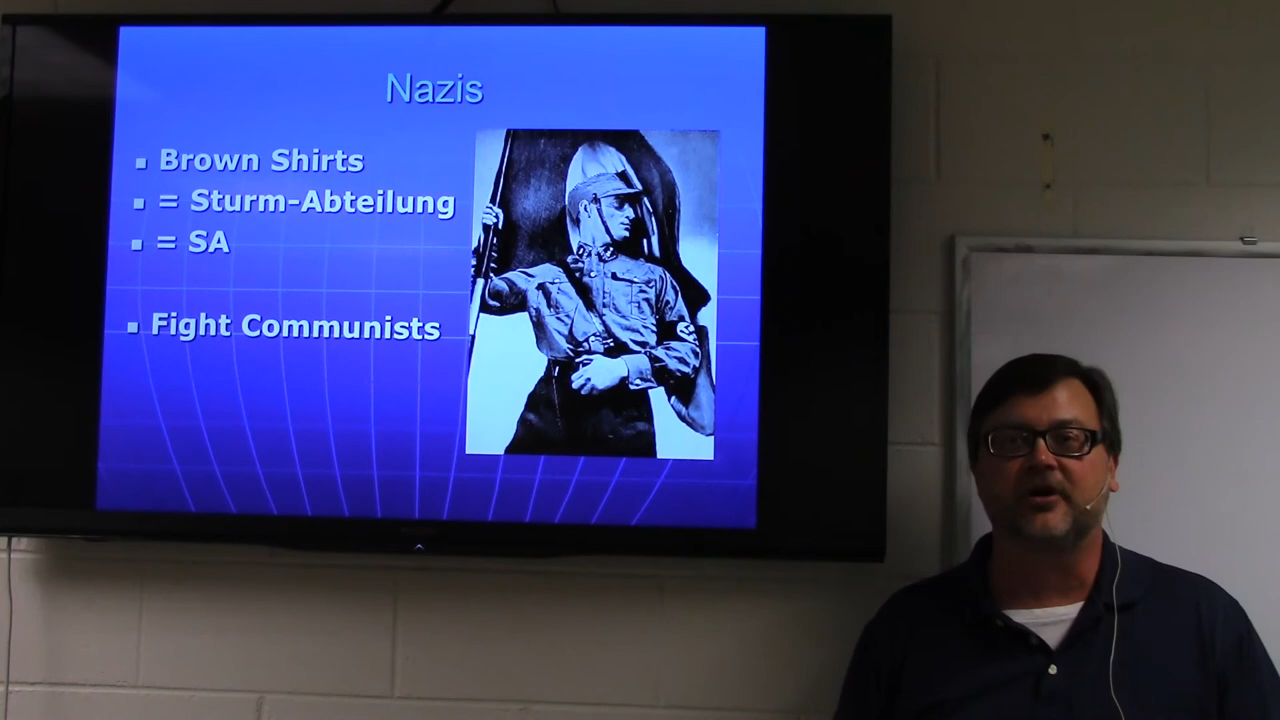 Nazis
Brown Shirts
= Sturm-Abteilung
= SA
Fight Communists